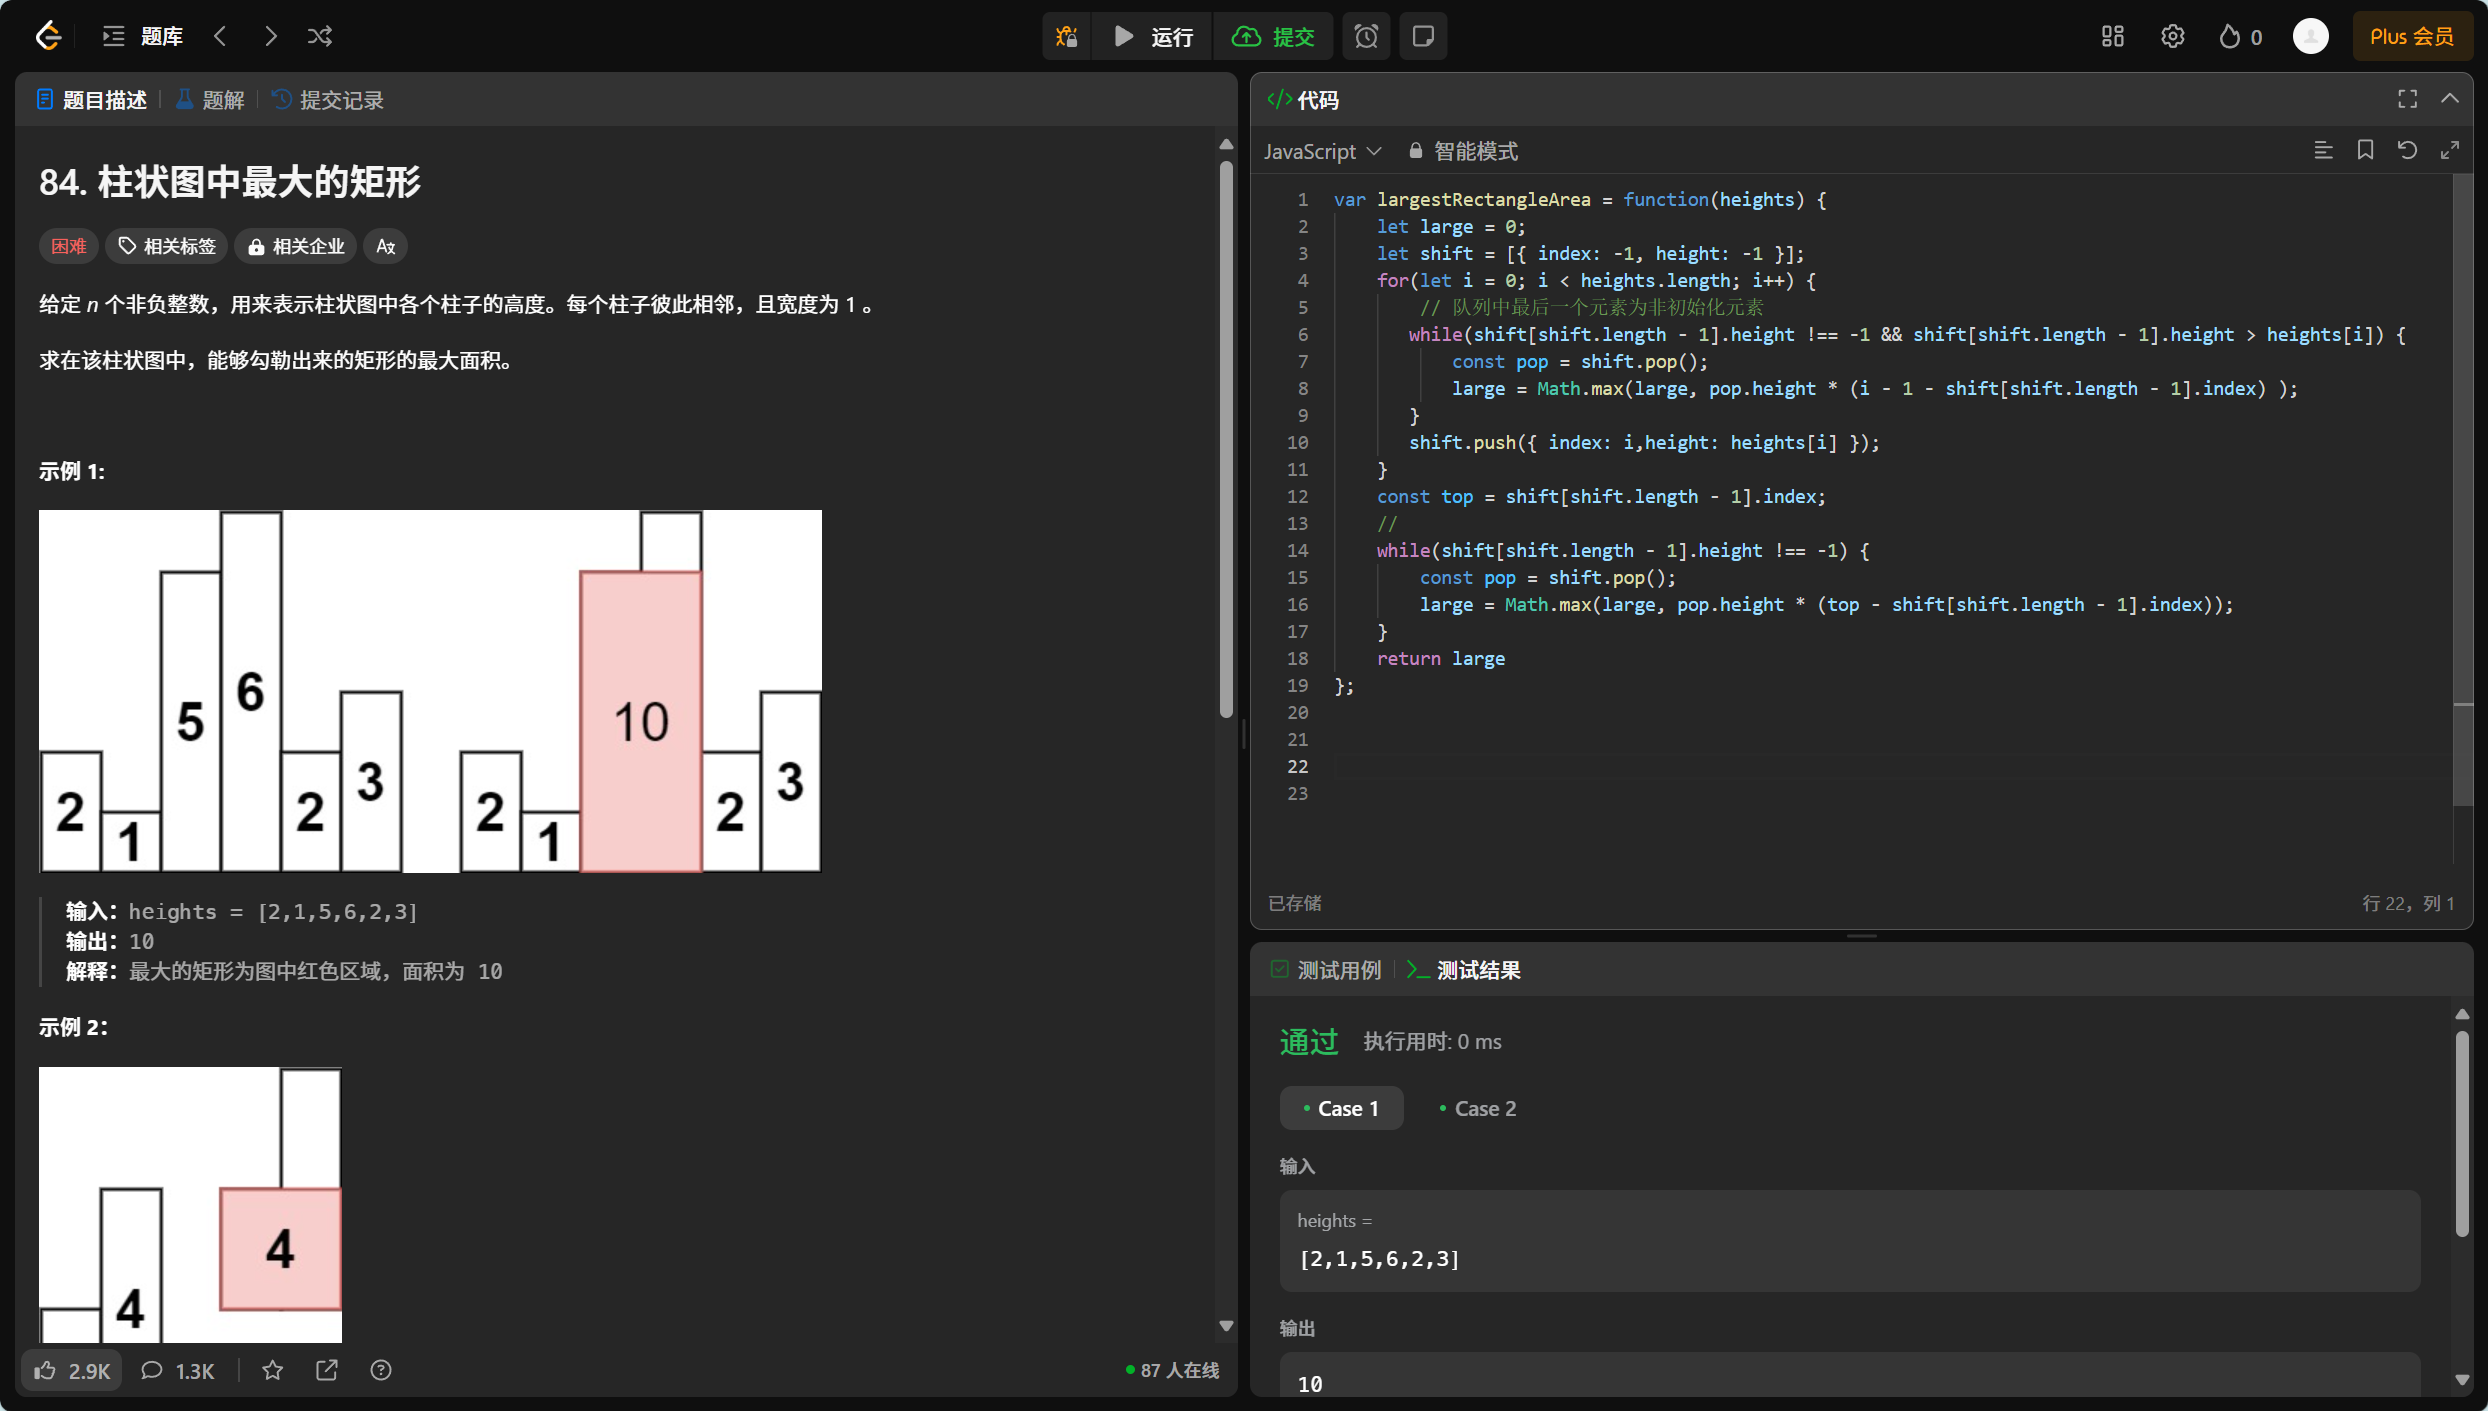 题库
运行
提交
0
Plus 会员
题目描述
题解
提交记录
84. 柱状图中最大的矩形
困难
相关标签
相关企业
给定 n 个非负整数，用来表示柱状图中各个柱子的高度。每个柱子彼此相邻，且宽度为 1 。
求在该柱状图中，能够勾勒出来的矩形的最大面积。
示例 1:
2
1
5
6
2
3
2
1
10
2
3
输入：heights = [2,1,5,6,2,3]
输出：10
解释：最大的矩形为图中红色区域，面积为 10
示例 2：
4
4
2.9K
1.3K
87 人在线
</> 代码
JavaScript
智能模式
1 var largestRectangleArea = function(heights) {
2 let large = 0;
3 let shift = [{ index: -1, height: -1 }];
4 for(let i = 0; i < heights.length; i++) {
5 // 队列中最后一个元素为非初始化元素
6 while(shift[shift.length - 1].height !== -1 && shift[shift.length - 1].height > heights[i]) {
7 const pop = shift.pop();
8 large = Math.max(large, pop.height * (i - 1 - shift[shift.length - 1].index) );
9 }
10 shift.push({ index: i,height: heights[i] });
11 }
12 const top = shift[shift.length - 1].index;
13 //
14 while(shift[shift.length - 1].height !== -1) {
15 const pop = shift.pop();
16 large = Math.max(large, pop.height * (top - shift[shift.length - 1].index));
17 }
18 return large
19 };
20
21
22
23
已存储
行 22，列 1
测试用例
测试结果
通过
执行用时: 0 ms
Case 1
Case 2
输入
heights =
[2,1,5,6,2,3]
输出
10